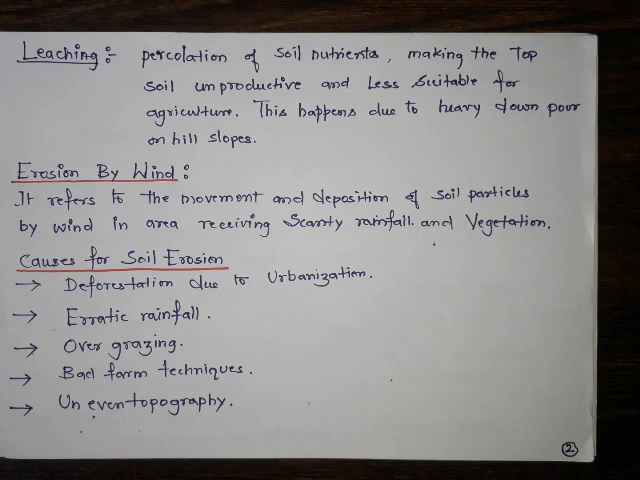 Leaching :- percolation of soil nutrients, making the Top
soil unproductive and Less suitable for
agriculture. This happens due to heavy down pour
on hill slopes.
Erosion By Wind :
It refers to the movement and deposition of soil particles
by wind in area receiving Scanty rainfall and Vegetation.
Causes for Soil Erosion
→ Deforestation due to Urbanization.
→ Erratic rainfall.
→ Over grazing.
→ Bad farm techniques.
→ Un even topography.
2